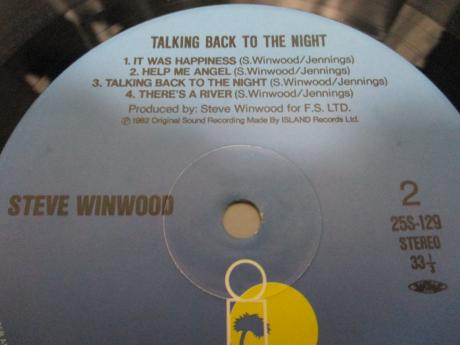 TALKING BACK TO THE NIGHT
1. IT WAS HAPPINESS (S.Winwood/Jennings)
2. HELP ME ANGEL (S.Winwood/Jennings)
3. TALKING BACK TO THE NIGHT (S.Winwood/Jennings)
4. THERE'S A RIVER (S.Winwood/Jennings)
Produced by: Steve Winwood for F.S. LTD.
Ⓟ1982 Original Sound Recording Made By ISLAND Records Ltd.
STEVE WINWOOD
2
25S-129
STEREO
33⅓